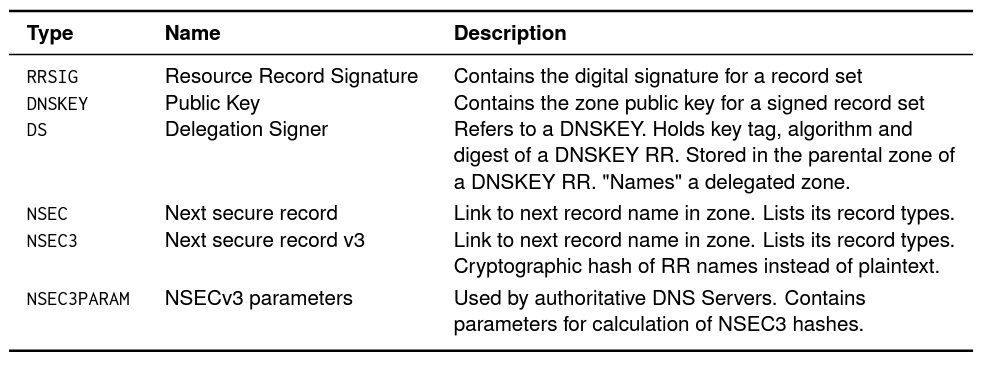 Type Name Description
RRSIG Resource Record Signature Contains the digital signature for a record set
DNSKEY Public Key Contains the zone public key for a signed record set
DS Delegation Signer Refers to a DNSKEY. Holds key tag, algorithm and
digest of a DNSKEY RR. Stored in the parental zone of
a DNSKEY RR. "Names" a delegated zone.
NSEC Next secure record Link to next record name in zone. Lists its record types.
NSEC3 Next secure record v3 Link to next record name in zone. Lists its record types.
Cryptographic hash of RR names instead of plaintext.
NSEC3PARAM NSECv3 parameters Used by authoritative DNS Servers. Contains
parameters for calculation of NSEC3 hashes.